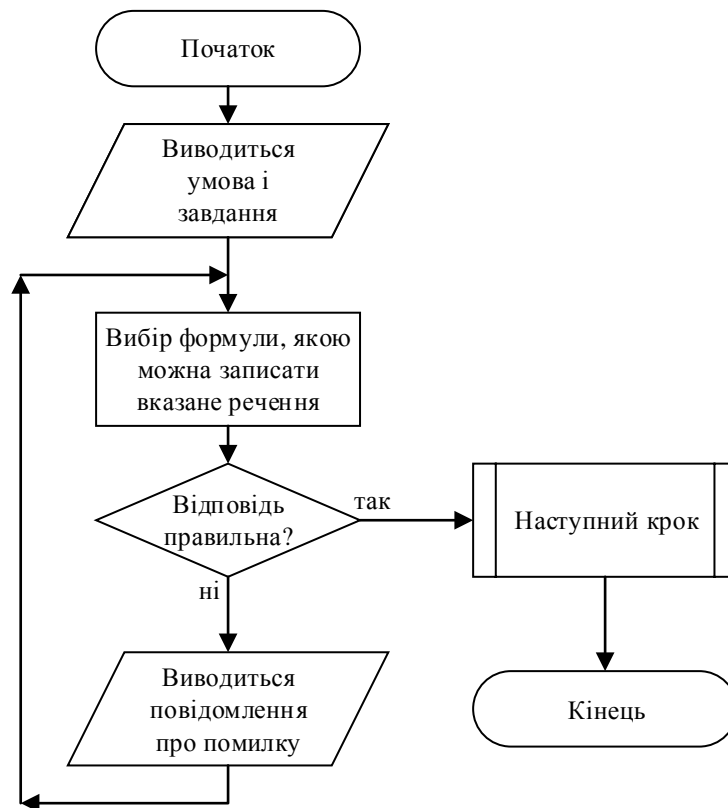 Початок
Виводиться
умова і
завдання
Вибір формули, якою
можна записати
вказане речення
Відповідь
правильна?
так
Наступний крок
ні
Виводиться
повідомлення
про помилку
Кінець